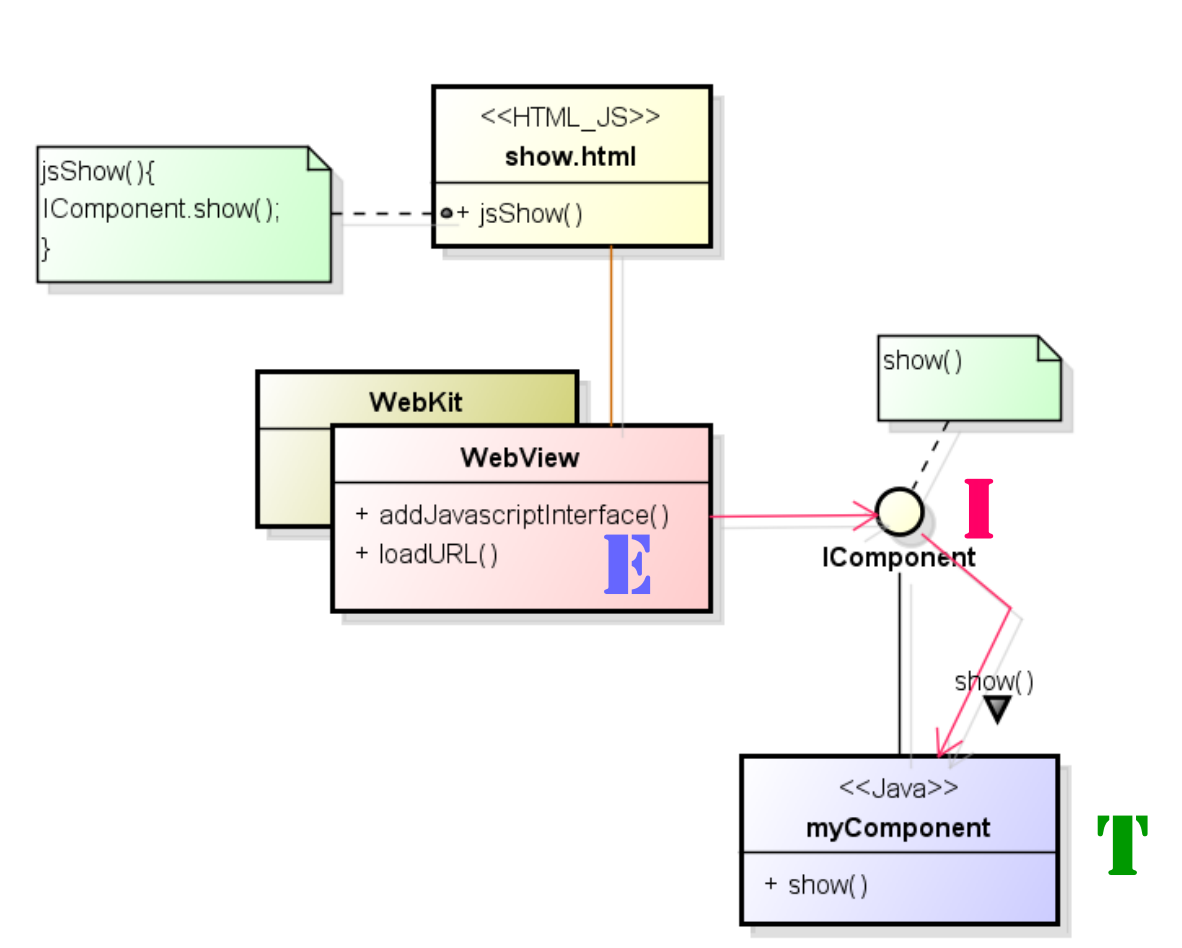 <<HTML_JS>>
show.html
+ jsShow()
jsShow(){
IComponent.show();
}
show()
WebKit
WebView
+ addJavascriptInterface()
+ loadURL()
E
I
IComponent
show()
<<Java>>
myComponent
+ show()
T